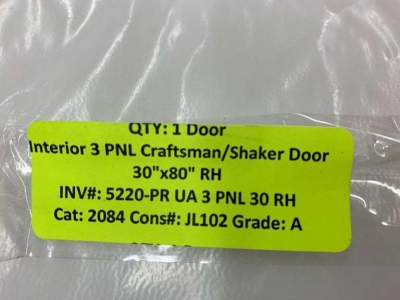 QTY: 1 Door
Interior 3 PNL Craftsman/Shaker Door
30"x80" RH
INV#: 5220-PR UA 3 PNL 30 RH
Cat: 2084 Cons#: JL102 Grade: A